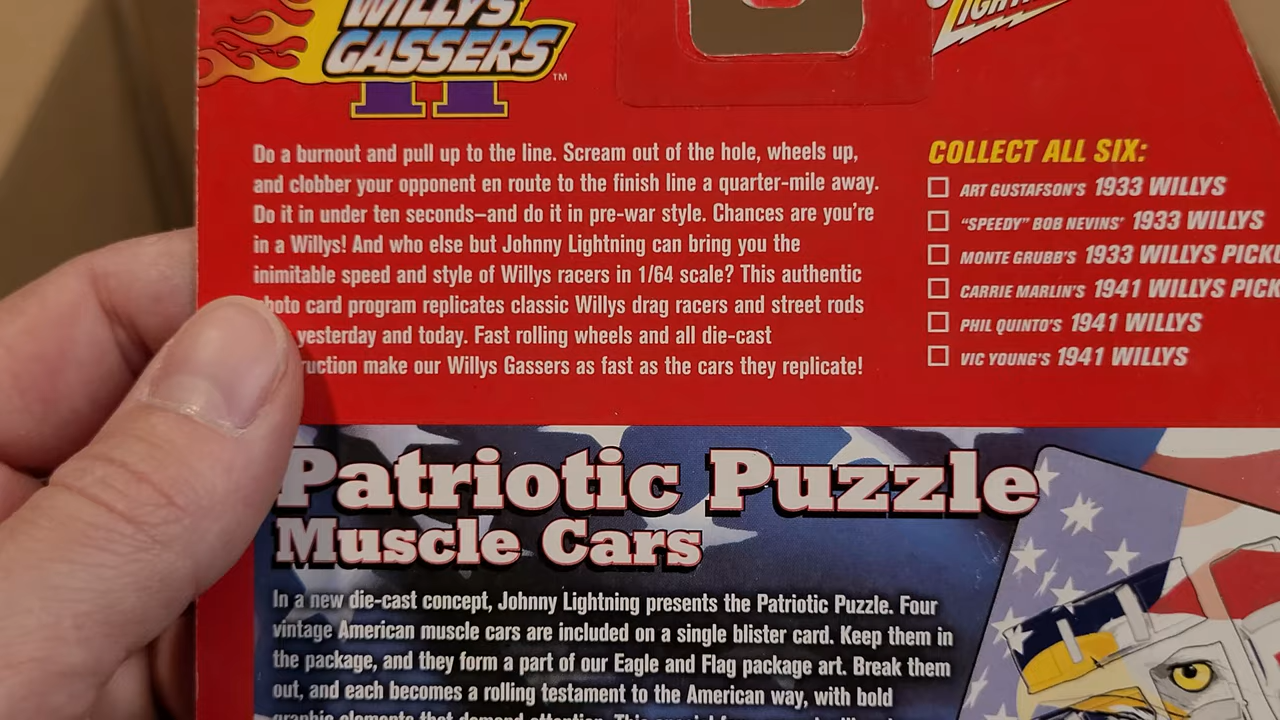 WILLYS
GASSERS
II
TM
Do a burnout and pull up to the line. Scream out of the hole, wheels up,
and clobber your opponent en route to the finish line a quarter-mile away.
Do it in under ten seconds–and do it in pre-war style. Chances are you're
in a Willys! And who else but Johnny Lightning can bring you the
inimitable speed and style of Willys racers in 1/64 scale? This authentic
photo card program replicates classic Willys drag racers and street rods
yesterday and today. Fast rolling wheels and all die-cast
make our Willys Gassers as fast as the cars they replicate!
COLLECT ALL SIX:
ART GUSTAFSON'S 1933 WILLYS
"SPEEDY" BOB NEVINS' 1933 WILLYS
MONTE GRUBB'S 1933 WILLYS
CARRIE MARLIN'S 1941 WILLYS
PHIL QUINTO'S 1941 WILLYS
VIC YOUNG'S 1941 WILLYS
Patriotic Puzzle
Muscle Cars
In a new die-cast concept, Johnny Lightning presents the Patriotic Puzzle. Four
vintage American muscle cars are included on a single blister card. Keep them in
the package, and they form a part of our Eagle and Flag package art. Break them
out, and each becomes a rolling testament to the American way, with bold
graphic elements that demand attention. This